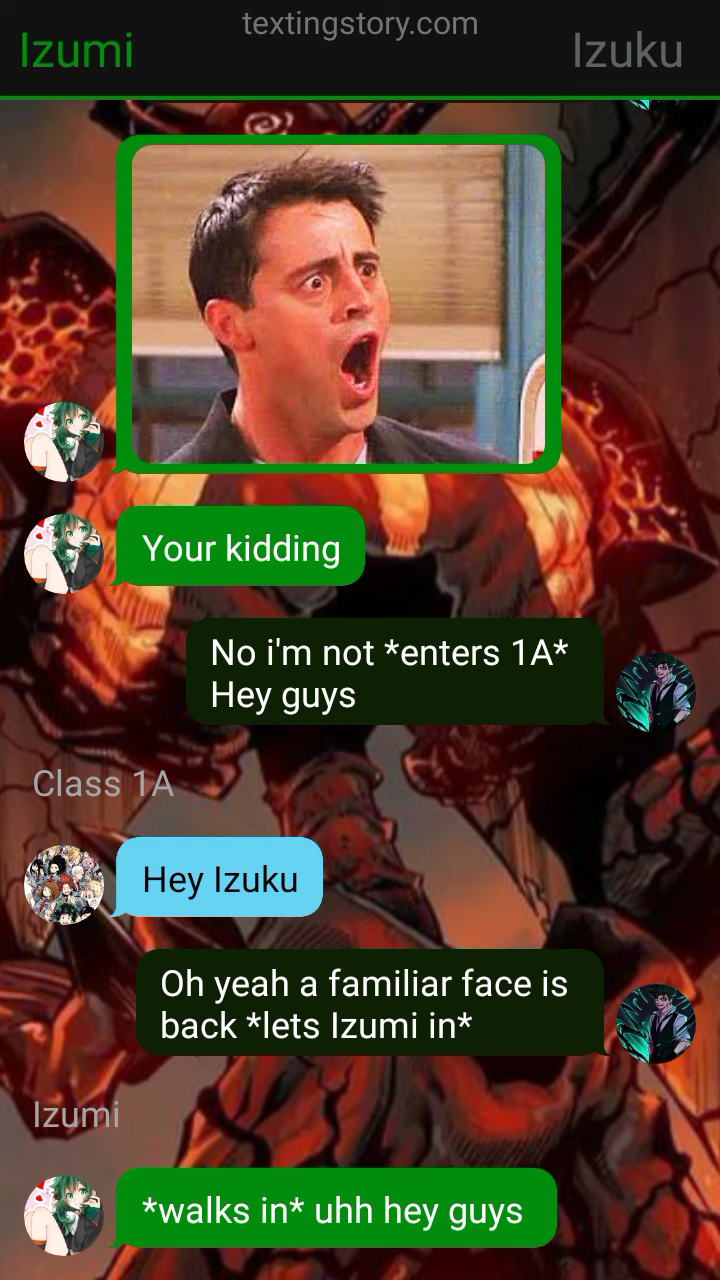 textingstory.com
Izumi
Izuku
Your kidding
No i'm not *enters 1A*
Hey guys
Class 1A
Hey Izuku
Oh yeah a familiar face is
back *lets Izumi in*
Izumi
*walks in* uhh hey guys